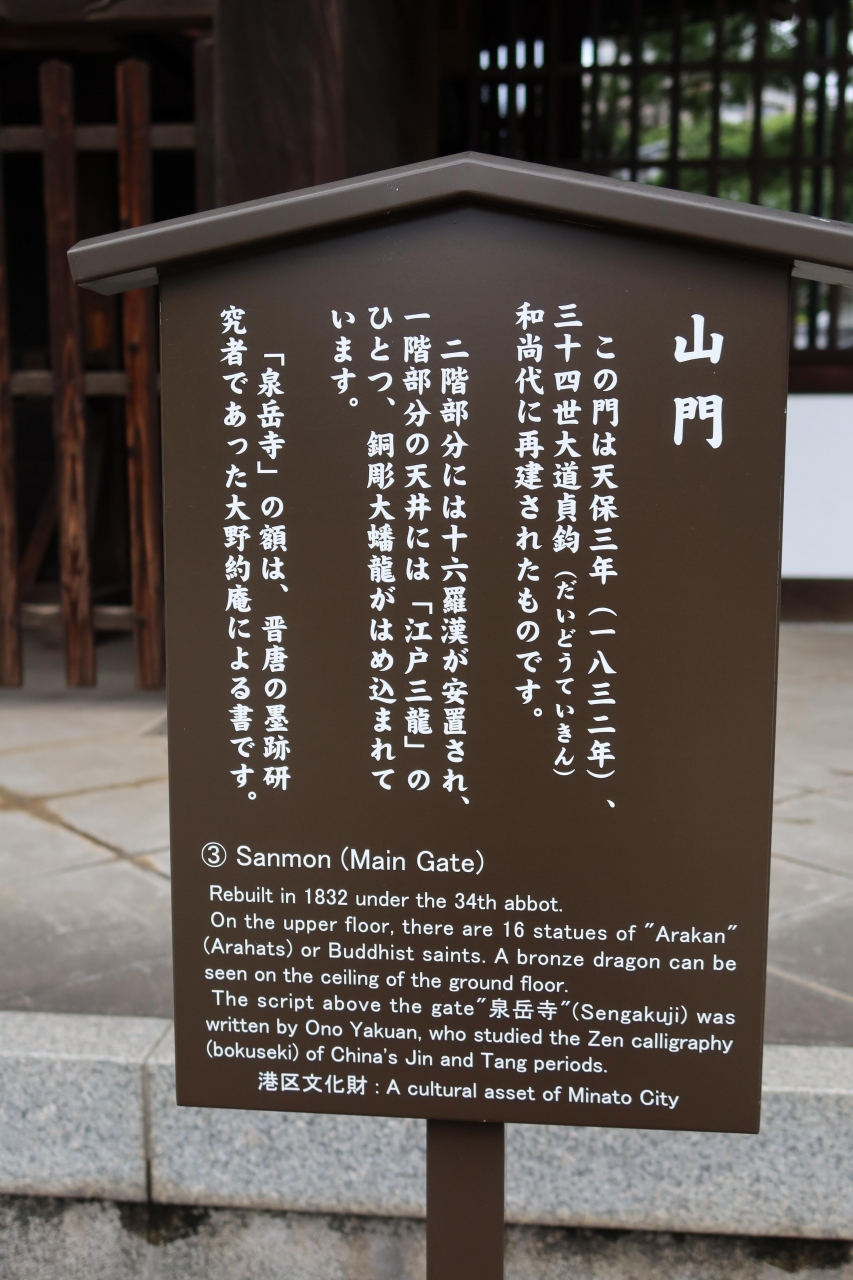 山門
この門は天保三年（一八三二年）、
三十四世大道貞鈞（だいどうていきん）
和尚代に再建されたものです。
二階部分には十六羅漢が安置され、
一階部分の天井には「江戸三龍」の
ひとつ、銅彫大蟠龍がはめ込まれて
います。
「泉岳寺」の額は、晋唐の墨跡研
究者であった大野約庵による書です。
③ Sanmon (Main Gate)
Rebuilt in 1832 under the 34th abbot.
On the upper floor, there are 16 statues of "Arakan"
(Arahats) or Buddhist saints. A bronze dragon can be
seen on the ceiling of the ground floor.
The script above the gate"泉岳寺"(Sengakuji) was
written by Ono Yakuan, who studied the Zen calligraphy
(bokuseki) of China's Jin and Tang periods.
港区文化財 : A cultural asset of Minato City